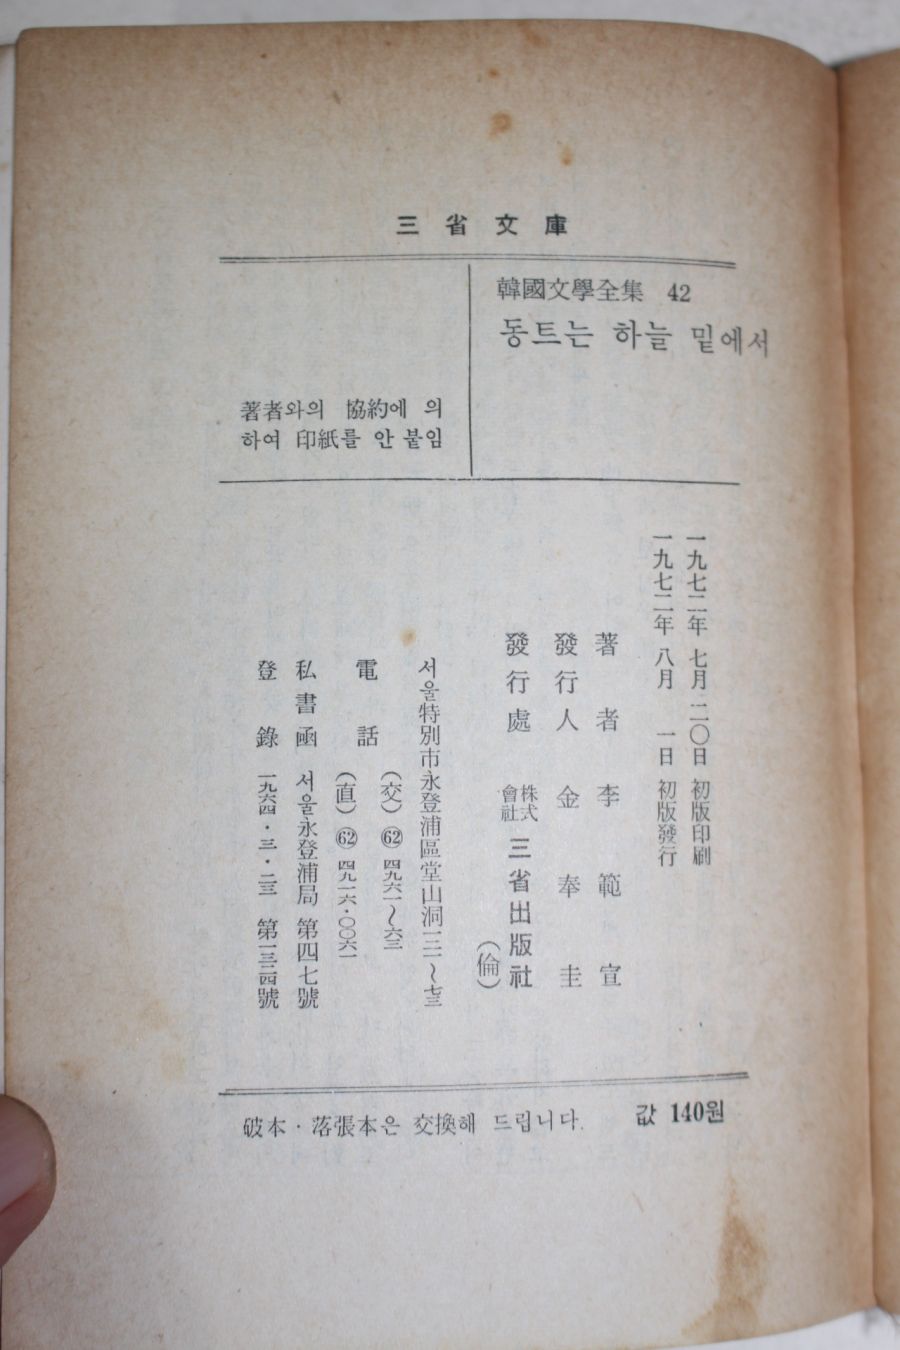 三省文庫
韓國文學全集 42
동트는 하늘 밑에서
著者와의 協約에 의
하여 印紙를 안 붙임
一九七二年 七月 二〇日 初版印刷
一九七二年 八月 一日 初版發行
著者 李範宣
發行人 金奉圭
發行處 株式會社 三省出版社
(倫)
서울特別市永登浦區堂山洞三二~七三
電話 (交) 62 四九六一~六三
(直) 62 四九一六·〇〇六一
私書函 서울永登浦局 第四七號
登錄 一九六四·三·二三 第一三二四號
破本·落張本은 交換해 드립니다.
값 140원